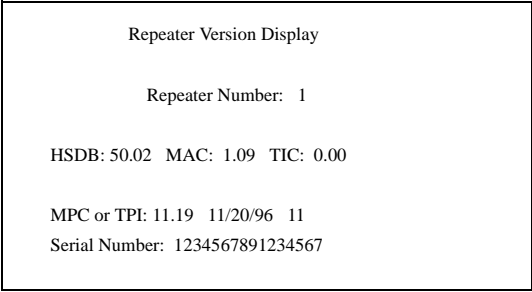 Repeater Version Display
Repeater Number: 1
HSDB: 50.02 MAC: 1.09 TIC: 0.00
MPC or TPI: 11.19 11/20/96 11
Serial Number: 1234567891234567